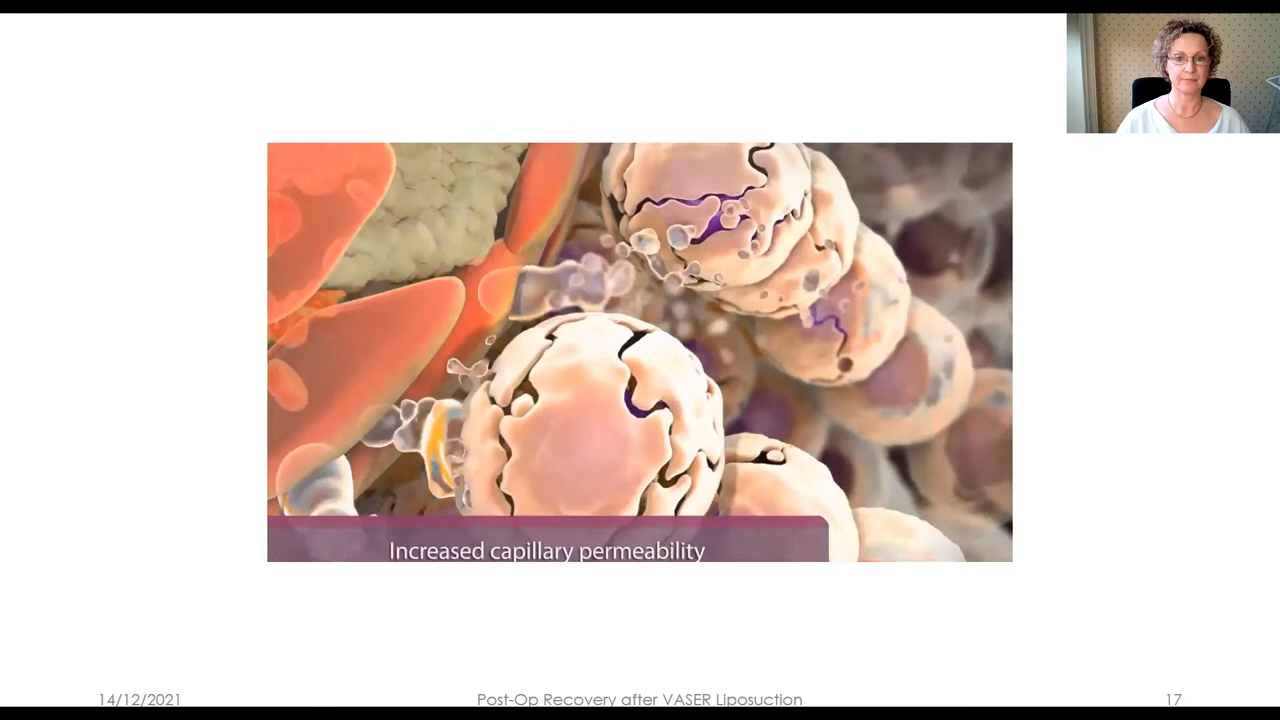 Increased capillary permeability
14/12/2021
Post-Op Recovery after VASER Liposuction
17